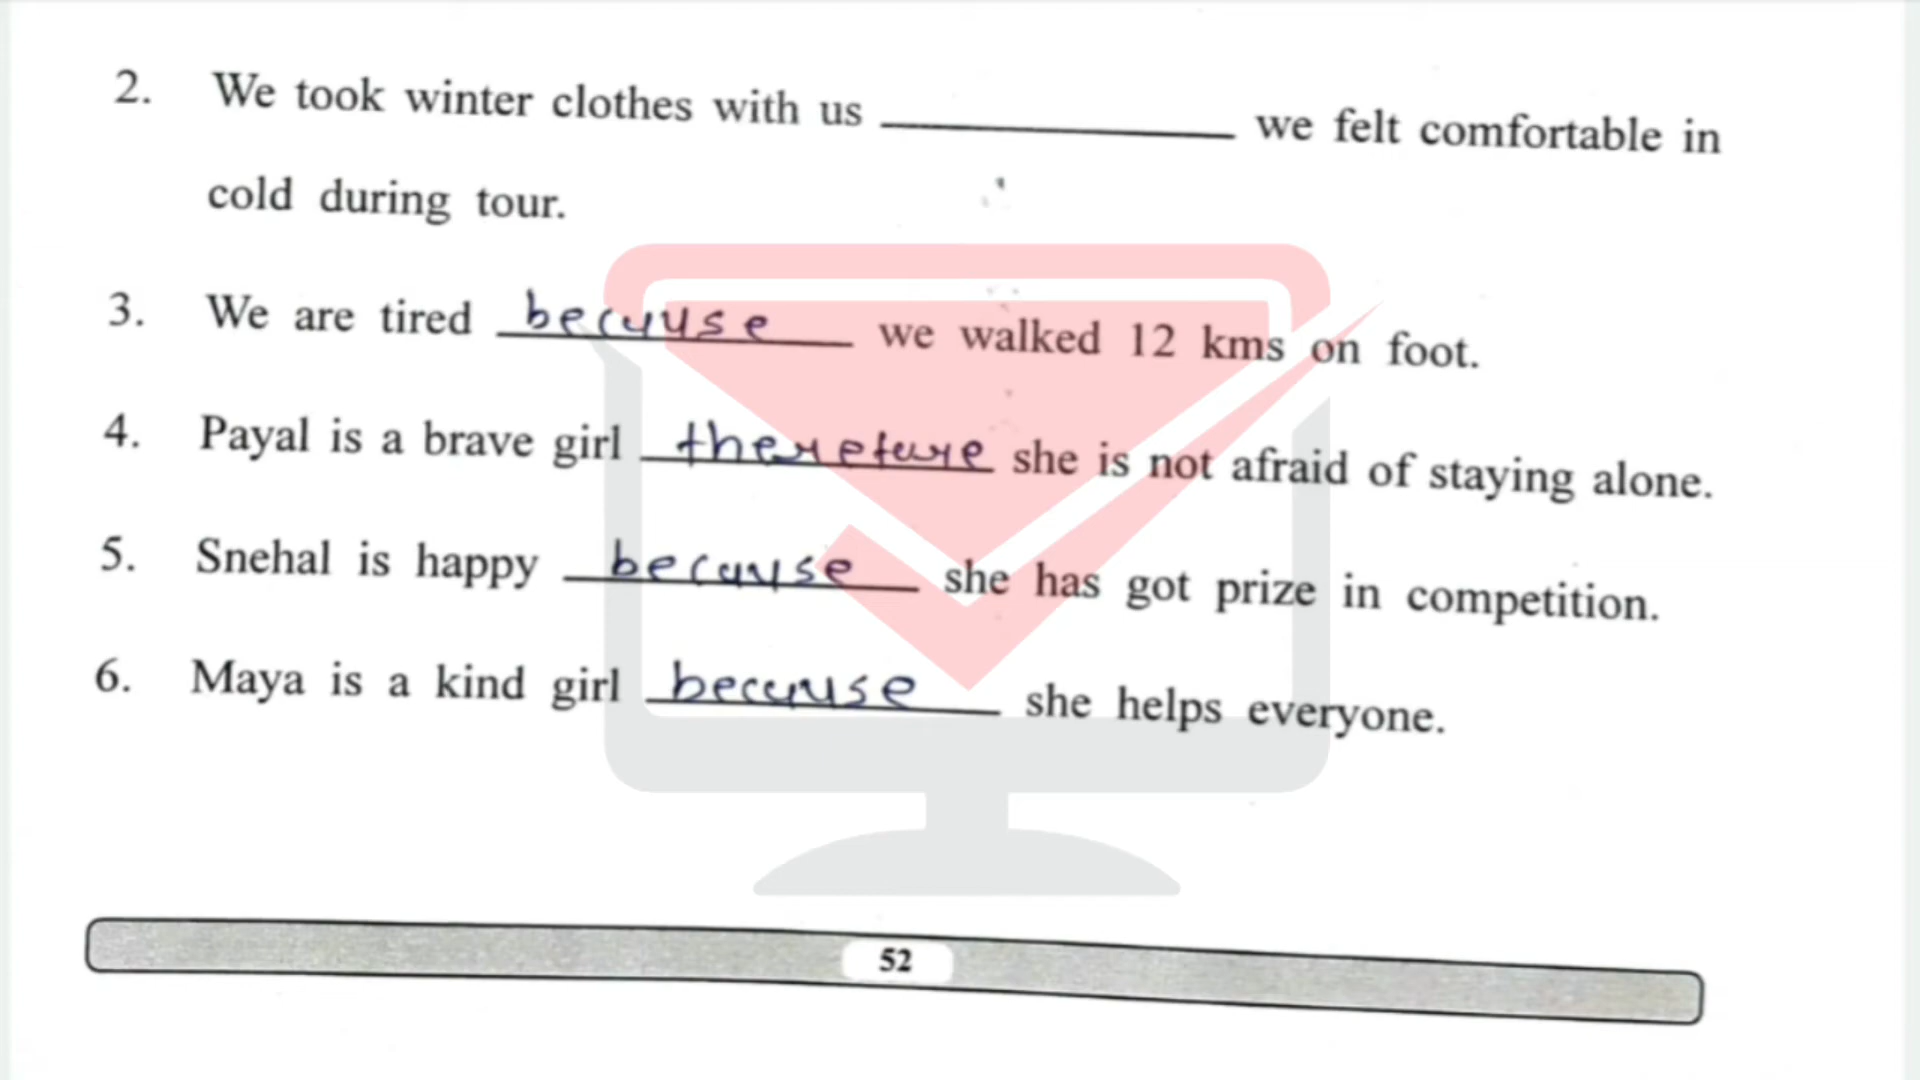 2. We took winter clothes with us ____________ we felt comfortable in
cold during tour.
3. We are tired because we walked 12 kms on foot.
4. Payal is a brave girl therefore she is not afraid of staying alone.
5. Snehal is happy because she has got prize in competition.
6. Maya is a kind girl because she helps everyone.
52